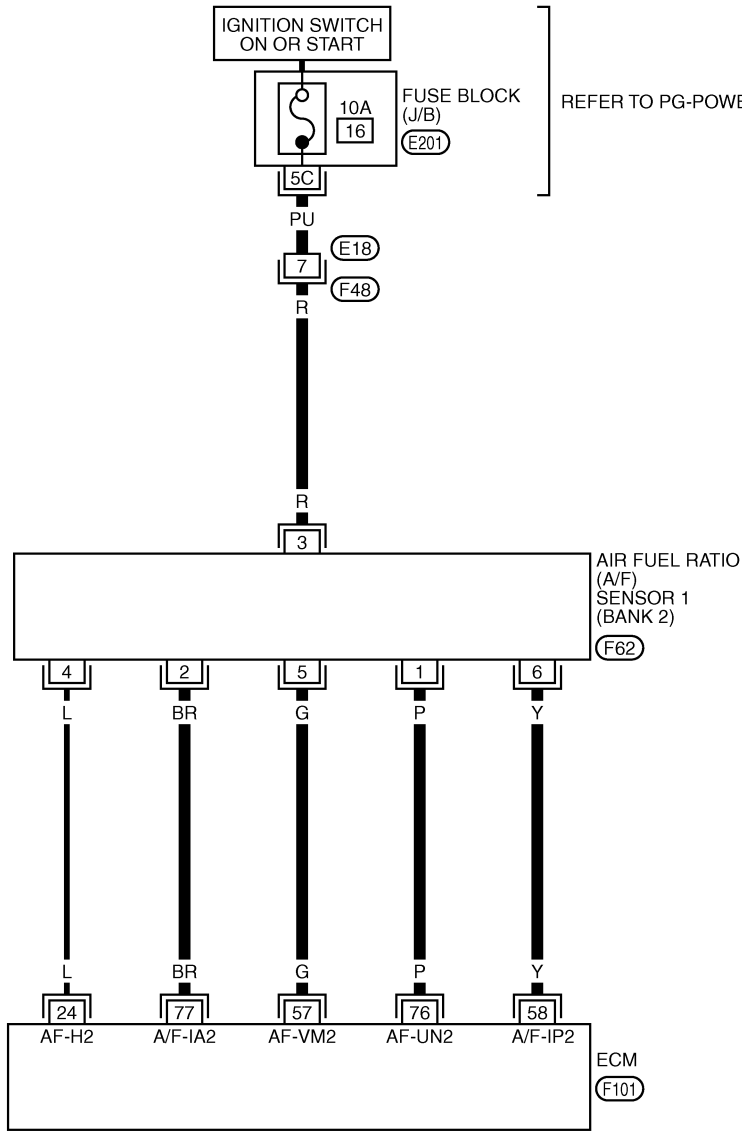 IGNITION SWITCH
ON OR START
FUSE BLOCK
(J/B)
E201
10A
16
REFER TO PG-POWE
5C
PU
E18
7
F48
R
R
3
AIR FUEL RATIO
(A/F)
SENSOR 1
(BANK 2)
F62
4 2 5 1 6
L BR G P Y
L BR G P Y
24 77 57 76 58
AF-H2 A/F-IA2 AF-VM2 AF-UN2 A/F-IP2
ECM
F101